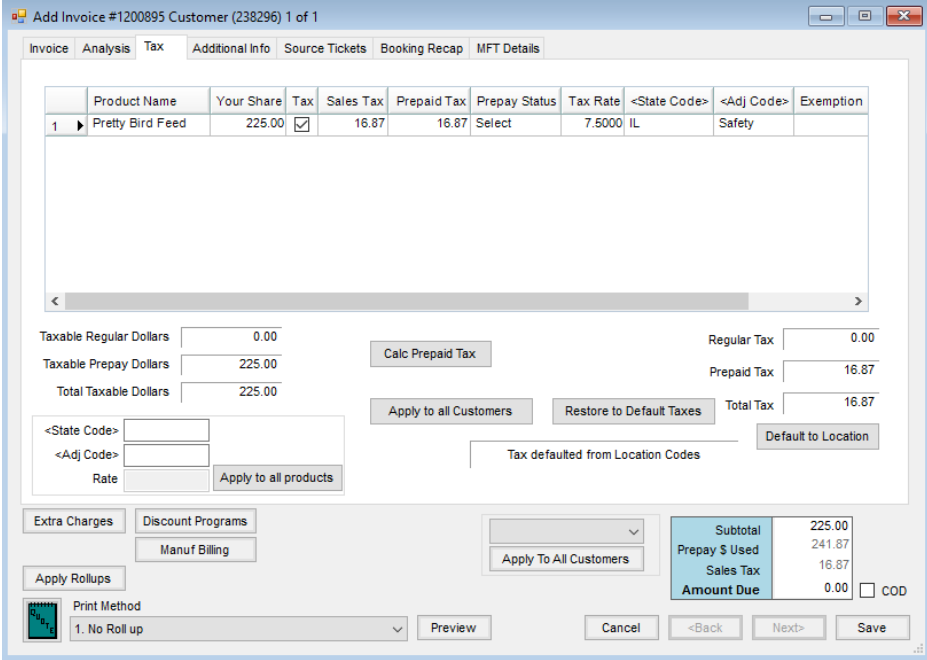 Add Invoice #1200895 Customer (238296) 1 of 1
Invoice Analysis Tax Additional Info Source Tickets Booking Recap MFT Details
Product Name Your Share Tax Sales Tax Prepaid Tax Prepay Status Tax Rate <State Code> <Adj Code> Exemption
1 Pretty Bird Feed 225.00 16.87 16.87 Select 7.5000 IL Safety
Taxable Regular Dollars 0.00
Taxable Prepay Dollars 225.00
Total Taxable Dollars 225.00
Calc Prepaid Tax
Regular Tax 0.00
Prepaid Tax 16.87
Total Tax 16.87
Apply to all Customers Restore to Default Taxes
Default to Location
<State Code>
<Adj Code>
Rate Apply to all products
Tax defaulted from Location Codes
Extra Charges Discount Programs
Manuf Billing
Apply To All Customers
Subtotal 225.00
Prepay $ Used 241.87
Sales Tax 16.87
Amount Due 0.00 COD
Apply Rollups
QUOTE
Print Method
1. No Roll up Preview Cancel <Back Next> Save